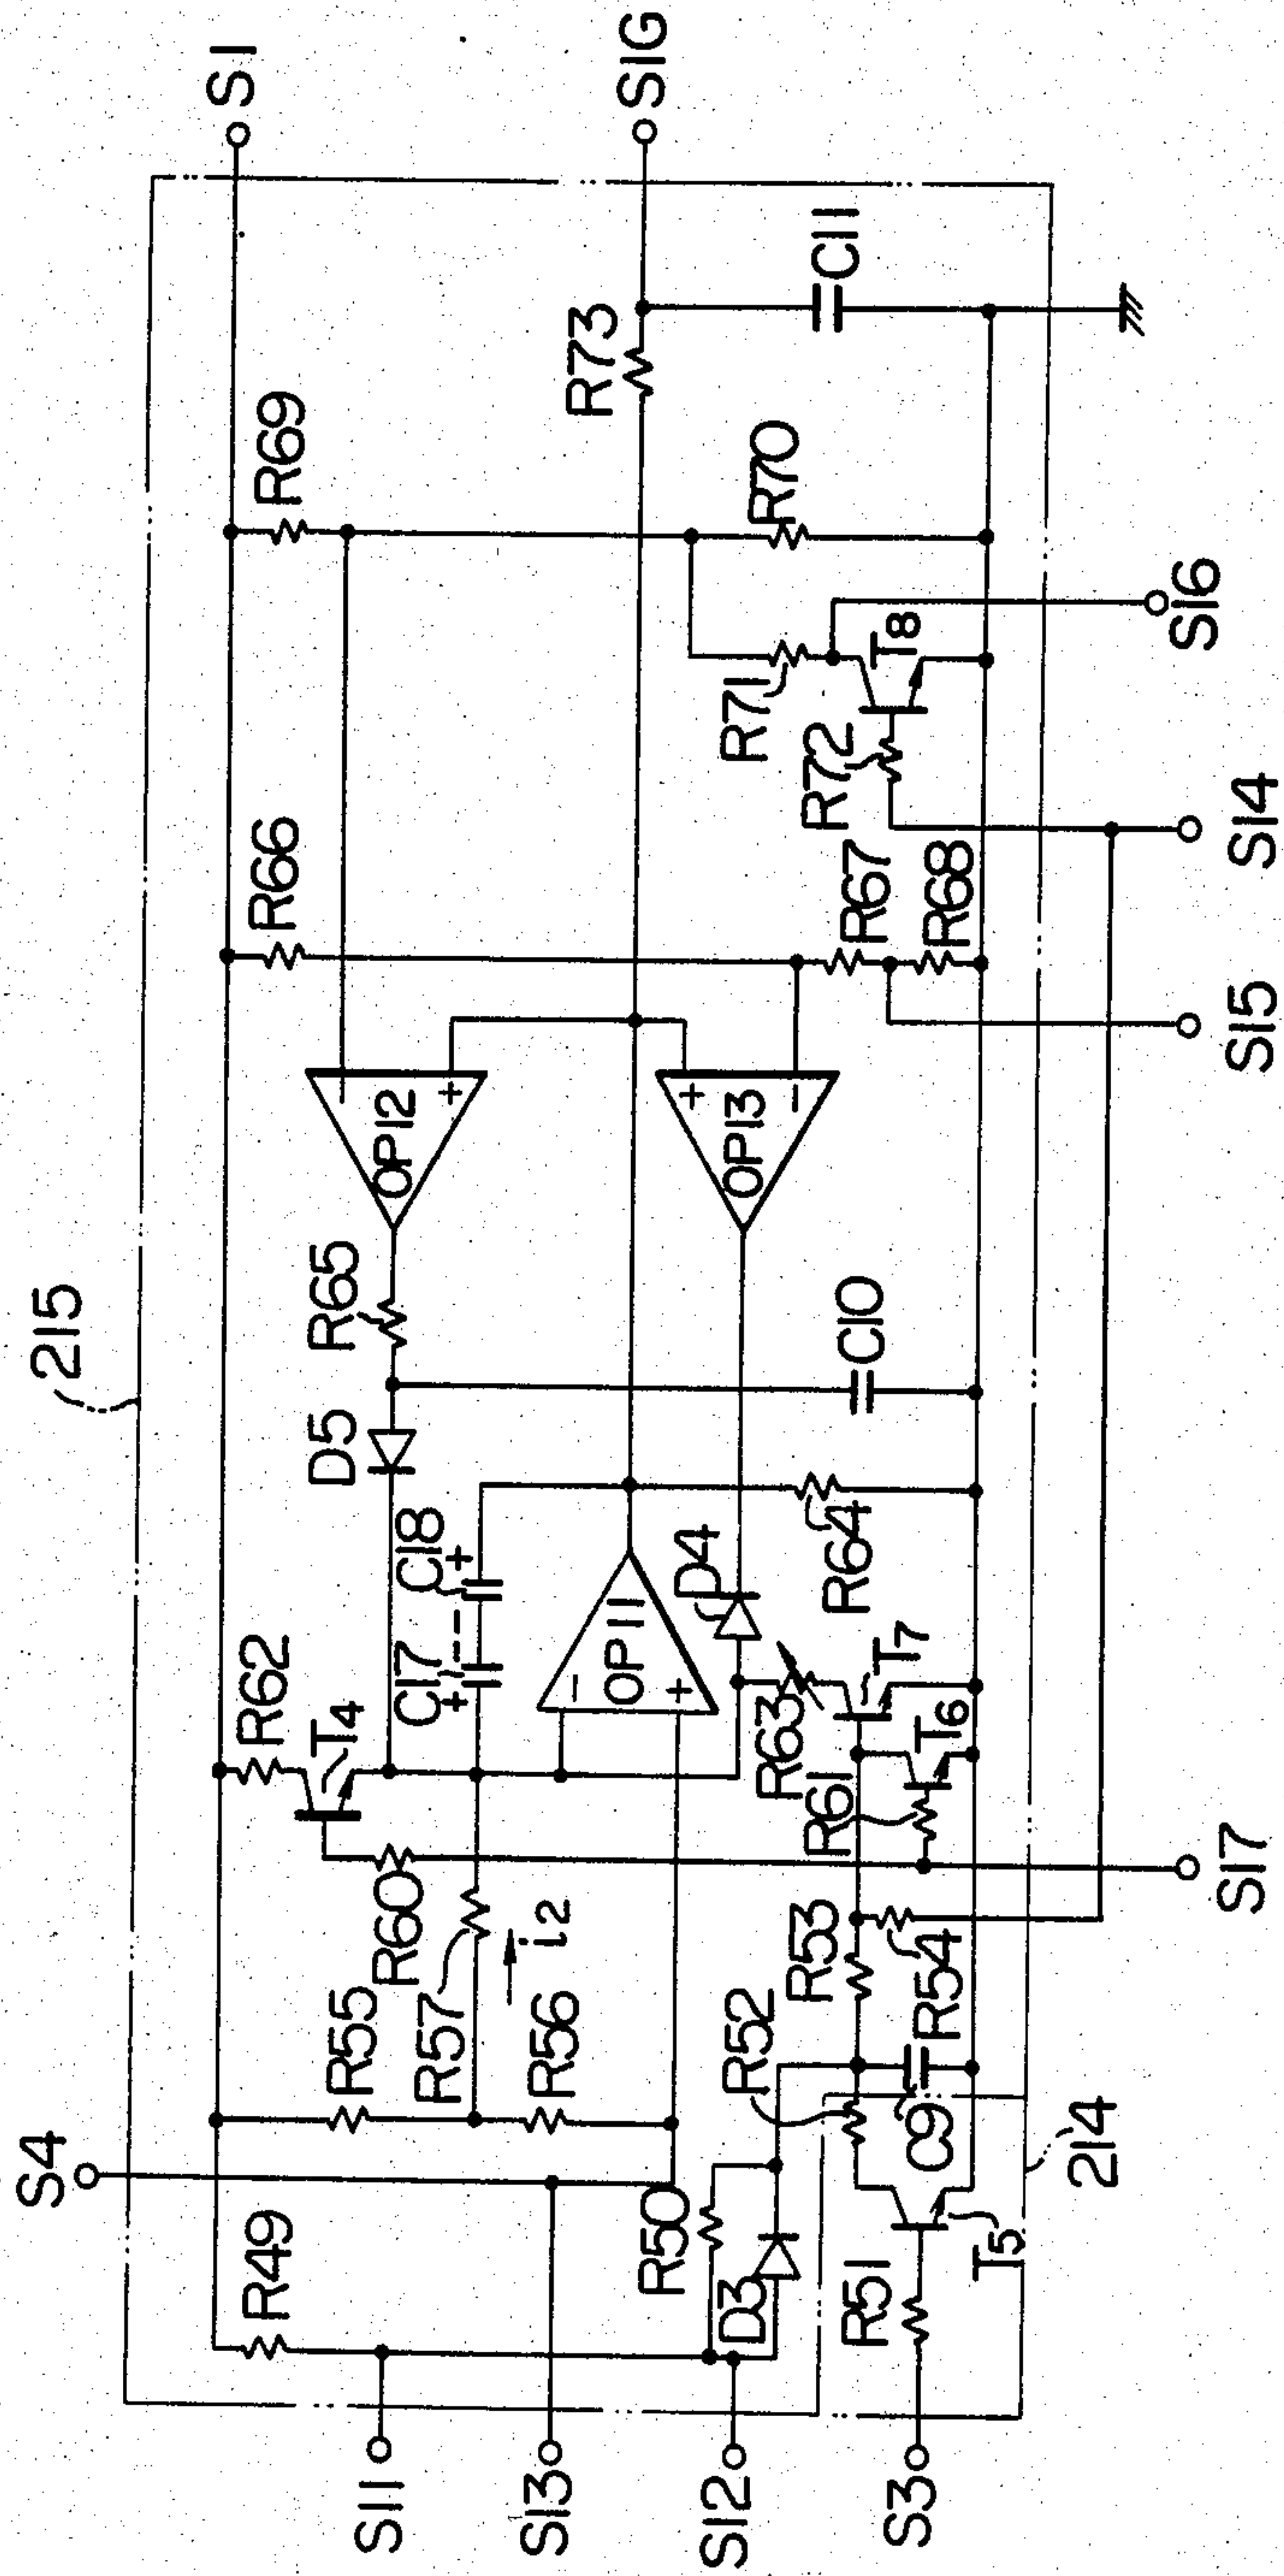 215
S4
S1
R49
R55
R60
R62
T4
D5
R65
R66
R69
S11
R57
i2
C17
+
C18
+
OP12
+
-
S13
R56
OP11
-
+
D4
OP13
+
-
R73
S1G
S12
R50
D3
R52
R53
R61
R63
T7
T6
R64
C10
R67
R68
R71
R72
T8
R70
C11
S3
R51
T5
C9
R54
214
S17
S15
S14
S16